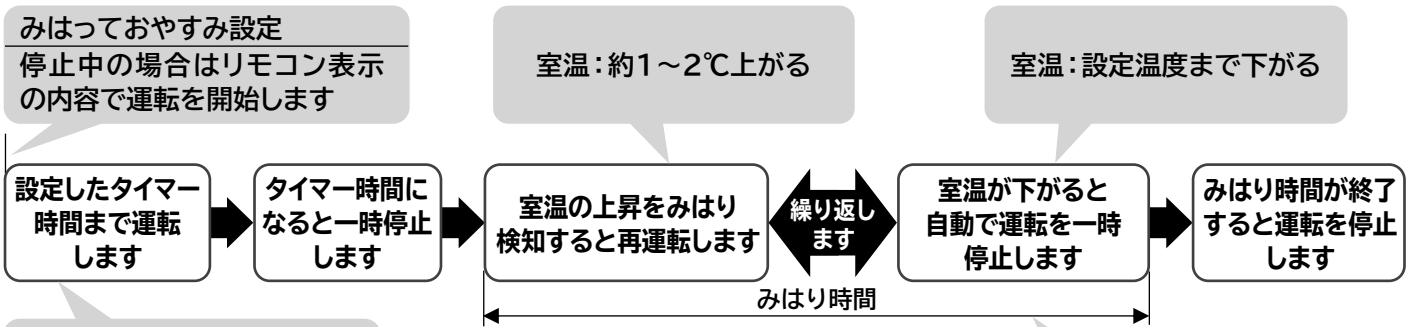 みはっておやすみ設定
停止中の場合はリモコン表示
の内容で運転を開始します
室温：約1～2℃上がる
室温：設定温度まで下がる
設定したタイマー
時間まで運転
します
タイマー時間に
なると一時停止
します
室温の上昇をみはり
検知すると再運転します
繰り返し
ます
室温が下がると
自動で運転を一時
停止します
みはり時間が終了
すると運転を停止
します
みはり時間